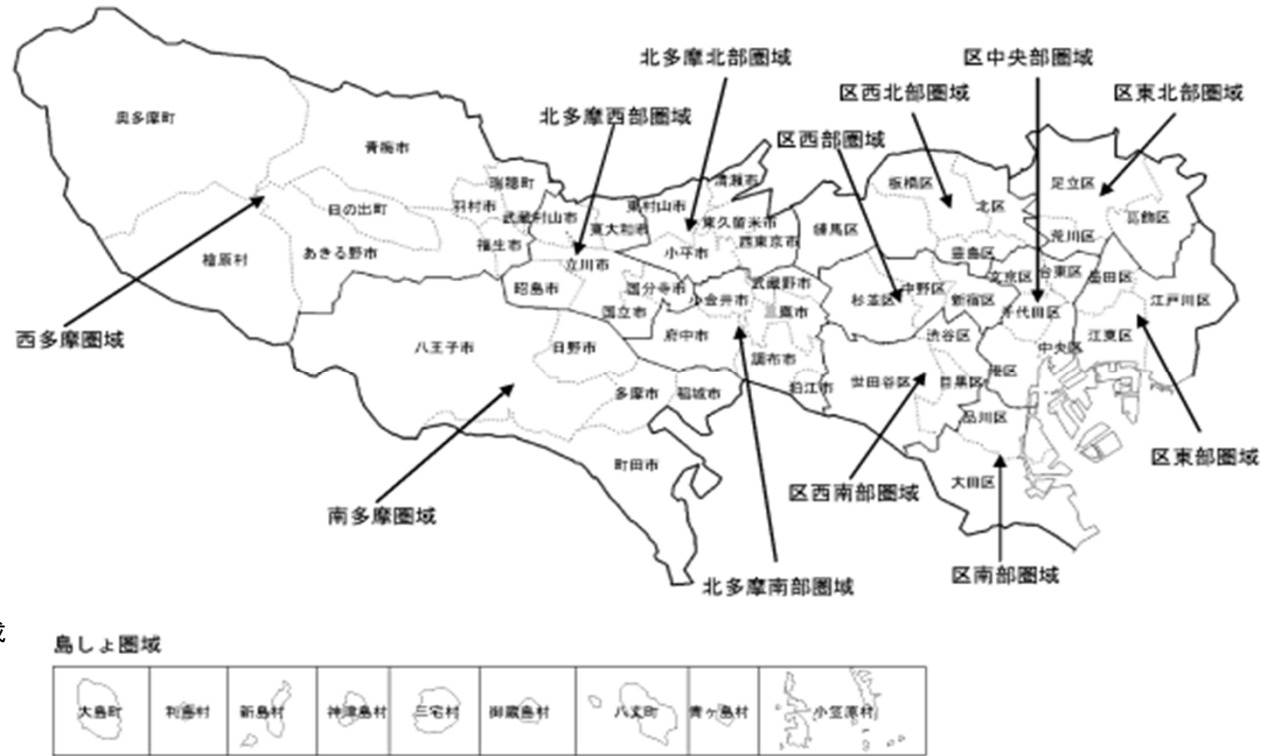 北多摩北部圏域
区中央部圏域
区西北部圏域
区東北部圏域
北多摩西部圏域
区西部圏域
奥多摩町
青梅市
瑞穂町
清瀬市
板橋区
足立区
日の出町
羽村市
武蔵村山市
東村山市
北区
葛飾区
東大和市
東久留米市
練馬区
荒川区
檜原村
あきる野市
福生市
小平市
西東京市
豊島区
立川市
文京区
台東区
墨田区
昭島市
国分寺市
小金井市
武蔵野市
杉並区
中野区
新宿区
江戸川区
国立市
三鷹市
千代田区
西多摩圏域
八王子市
日野市
府中市
渋谷区
中央区
江東区
調布市
港区
多摩市
稲城市
狛江市
世田谷区
目黒区
品川区
町田市
大田区
区東部圏域
区西南部圏域
南多摩圏域
北多摩南部圏域
区南部圏域
島しょ圏域
大島町
利島村
新島村
神津島村
三宅村
御蔵島村
八丈町
青ヶ島村
小笠原村